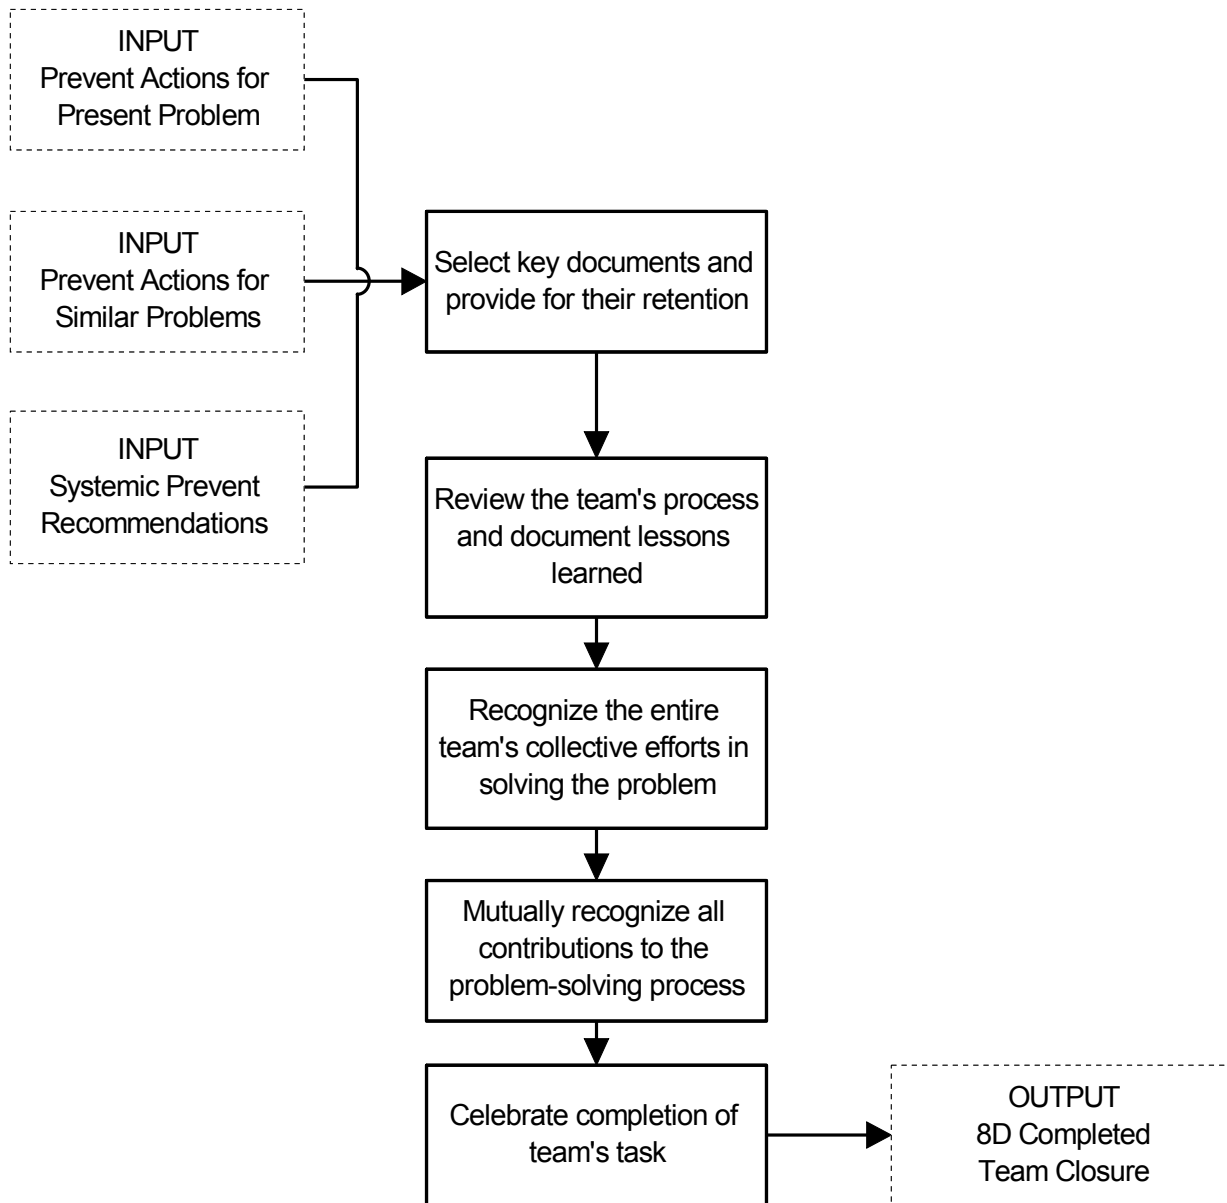 INPUT
Prevent Actions for
Present Problem
INPUT
Prevent Actions for
Similar Problems
INPUT
Systemic Prevent
Recommendations
Select key documents and
provide for their retention
Review the team's process
and document lessons
learned
Recognize the entire
team's collective efforts in
solving the problem
Mutually recognize all
contributions to the
problem-solving process
Celebrate completion of
team's task
OUTPUT
8D Completed
Team Closure